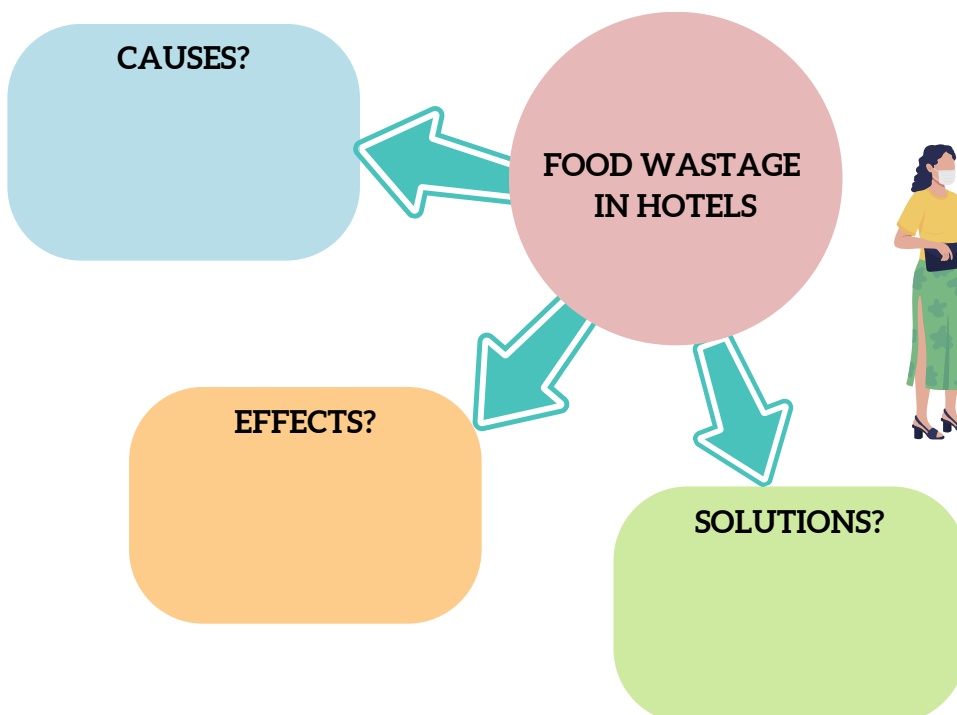 CAUSES?
FOOD WASTAGE
IN HOTELS
EFFECTS?
SOLUTIONS?